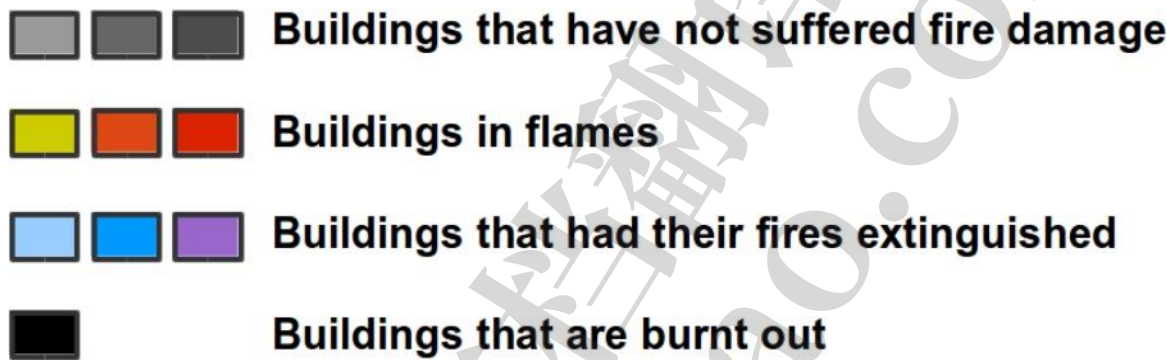 Buildings that have not suffered fire damage
Buildings in flames
Buildings that had their fires extinguished
Buildings that are burnt out